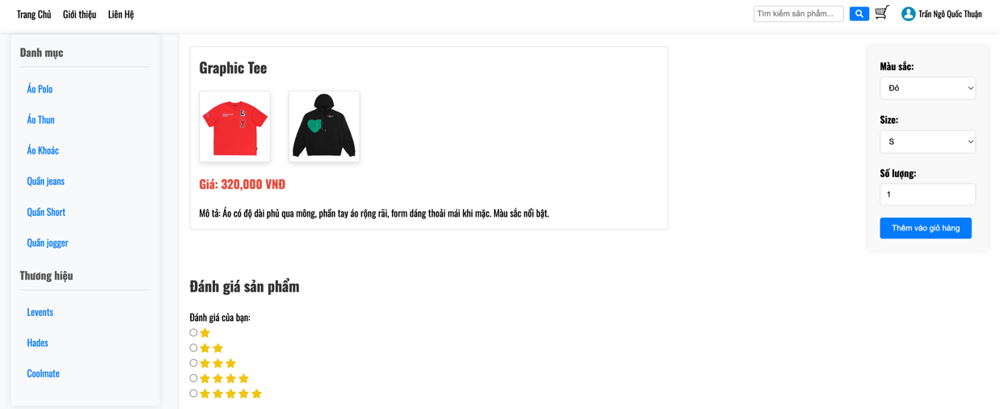 Trang Chủ Giới thiệu Liên Hệ
Tìm kiếm sản phẩm...
Trần Ngô Quốc Thuận
Danh mục
Áo Polo
Áo Thun
Áo Khoác
Quần jeans
Quần Short
Quần jogger
Thương hiệu
Levents
Hades
Coolmate
Graphic Tee
Giá: 320,000 VNĐ
Mô tả: Áo có độ dài phủ qua mông, phần tay áo rộng rãi, form dáng thoải mái khi mặc. Màu sắc nổi bật.
Đánh giá sản phẩm
Đánh giá của bạn:
Màu sắc:
Đỏ
Size:
S
Số lượng:
1
Thêm vào giỏ hàng